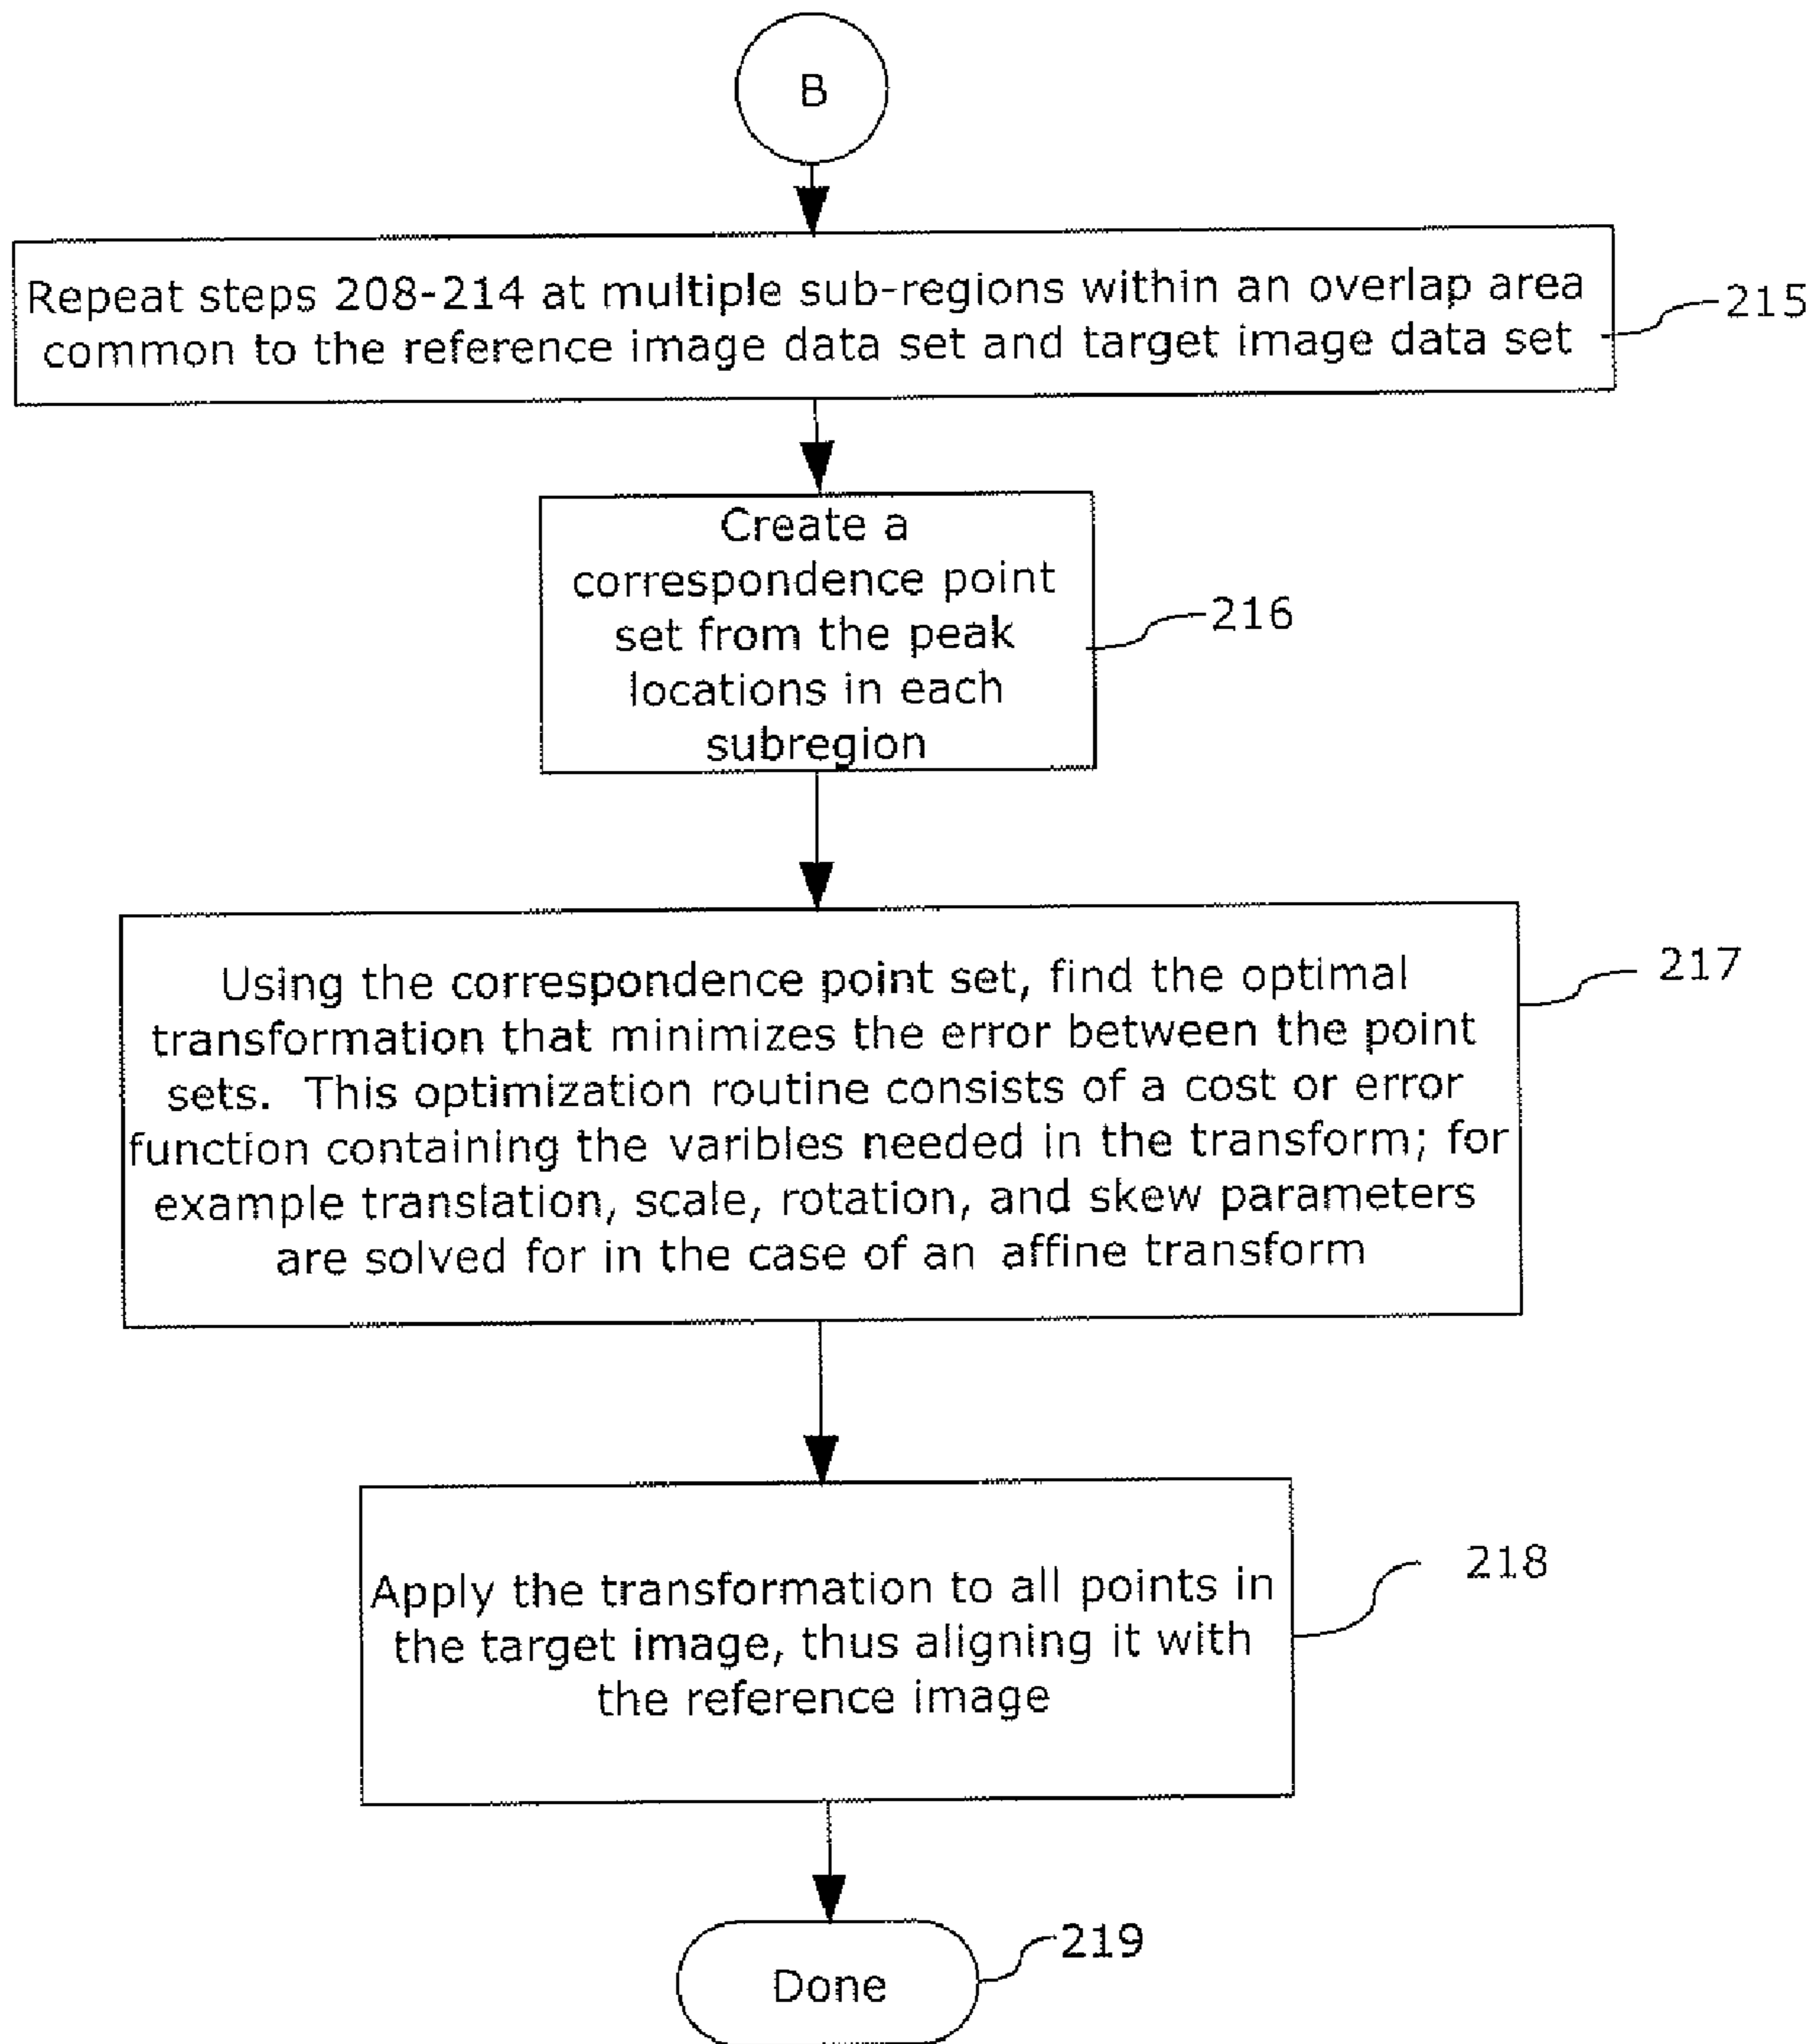 B
Repeat steps 208-214 at multiple sub-regions within an overlap area
common to the reference image data set and target image data set
215
Create a
correspondence point
set from the peak
locations in each
subregion
216
Using the correspondence point set, find the optimal
transformation that minimizes the error between the point
sets. This optimization routine consists of a cost or error
function containing the varibles needed in the transform; for
example translation, scale, rotation, and skew parameters
are solved for in the case of an affine transform
217
Apply the transformation to all points in
the target image, thus aligning it with
the reference image
218
Done
219